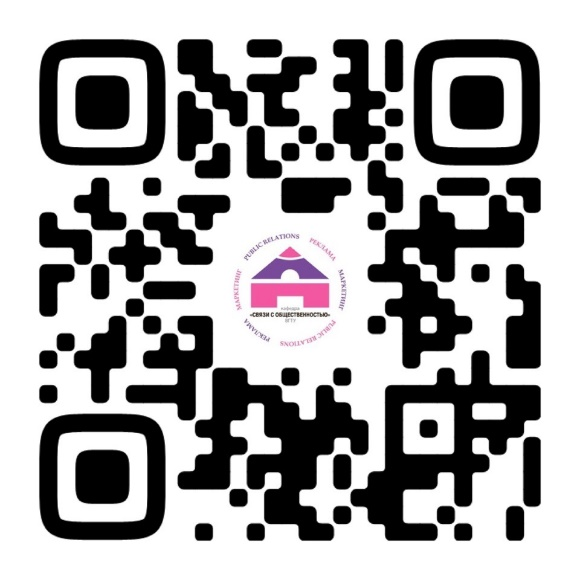 PUBLIC RELATIONS
РЕКЛАМА
МАРКЕТИНГ
PUBLIC RELATIONS
РЕКЛАМА
МАРКЕТИНГ
кафедра
«СВЯЗИ С ОБЩЕСТВЕННОСТЬЮ»
ВГТУ